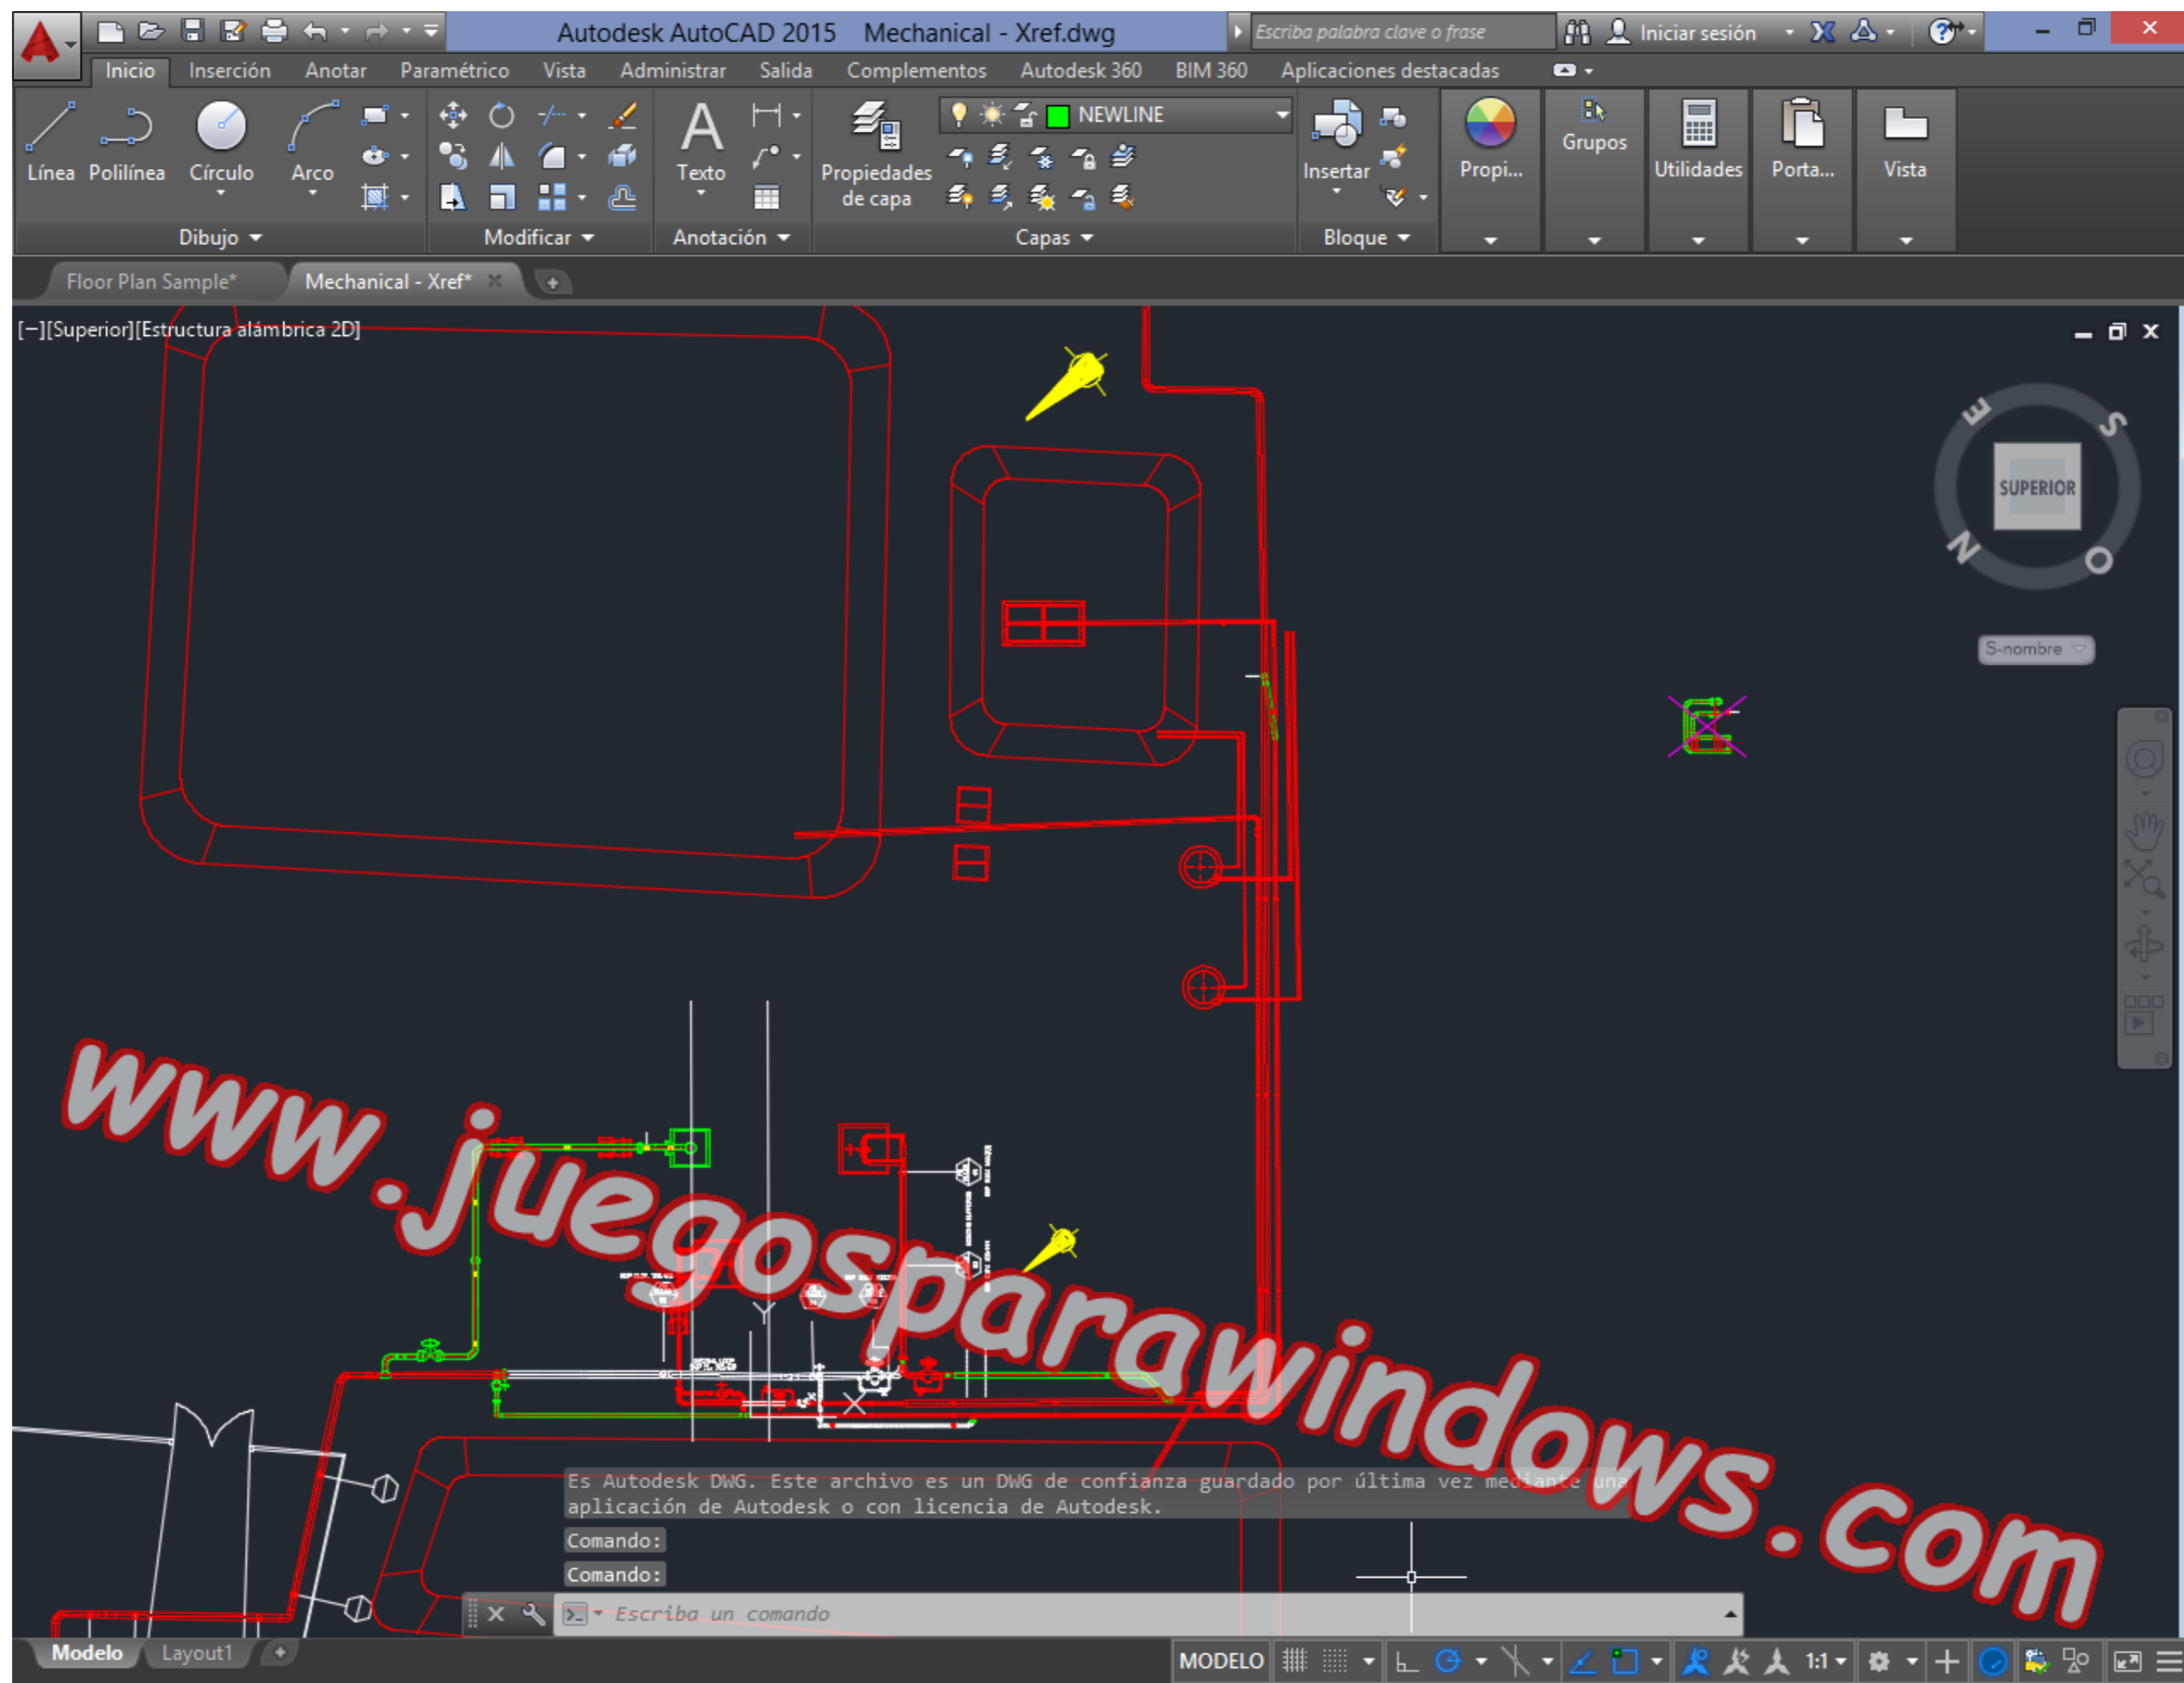 Autodesk AutoCAD 2015 Mechanical - Xref.dwg
Escriba palabra clave o frase
Iniciar sesión
Inicio Inserción Anotar Paramétrico Vista Administrar Salida Complementos Autodesk 360 BIM 360 Aplicaciones destacadas
NEWLINE
Línea Polilínea Círculo Arco
A
Texto
Propiedades de capa
Insertar
Propi...
Grupos
Utilidades
Porta...
Vista
Dibujo Modificar Anotación Capas Bloque
Floor Plan Sample* Mechanical - Xref*
[−][Superior][Estructura alámbrica 2D]
E S
SUPERIOR
N O
S-nombre
www.juegosparawindows.com
Y
X
Es Autodesk DWG. Este archivo es un DWG de confianza guardado por última vez mediante una
aplicación de Autodesk o con licencia de Autodesk.
Comando:
Comando:
Escriba un comando
Modelo Layout1
MODELO
1:1